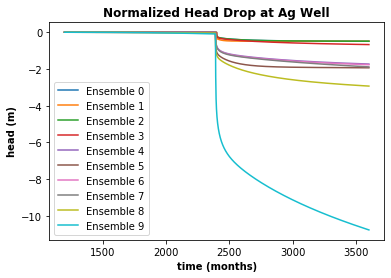 Normalized Head Drop at Ag Well
head (m)
0
−2
−4
−6
−8
−10
Ensemble 0
Ensemble 1
Ensemble 2
Ensemble 3
Ensemble 4
Ensemble 5
Ensemble 6
Ensemble 7
Ensemble 8
Ensemble 9
1500 2000 2500 3000 3500
time (months)